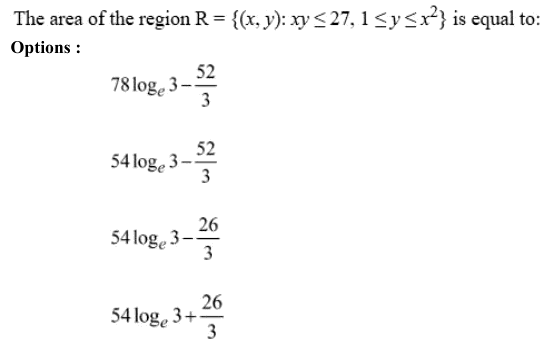 The area of the region R = {(x, y): xy ≤ 27, 1 ≤ y ≤ x²} is equal to:
Options :
78 logₑ 3 − 52/3
54 logₑ 3 − 52/3
54 logₑ 3 − 26/3
54 logₑ 3 + 26/3